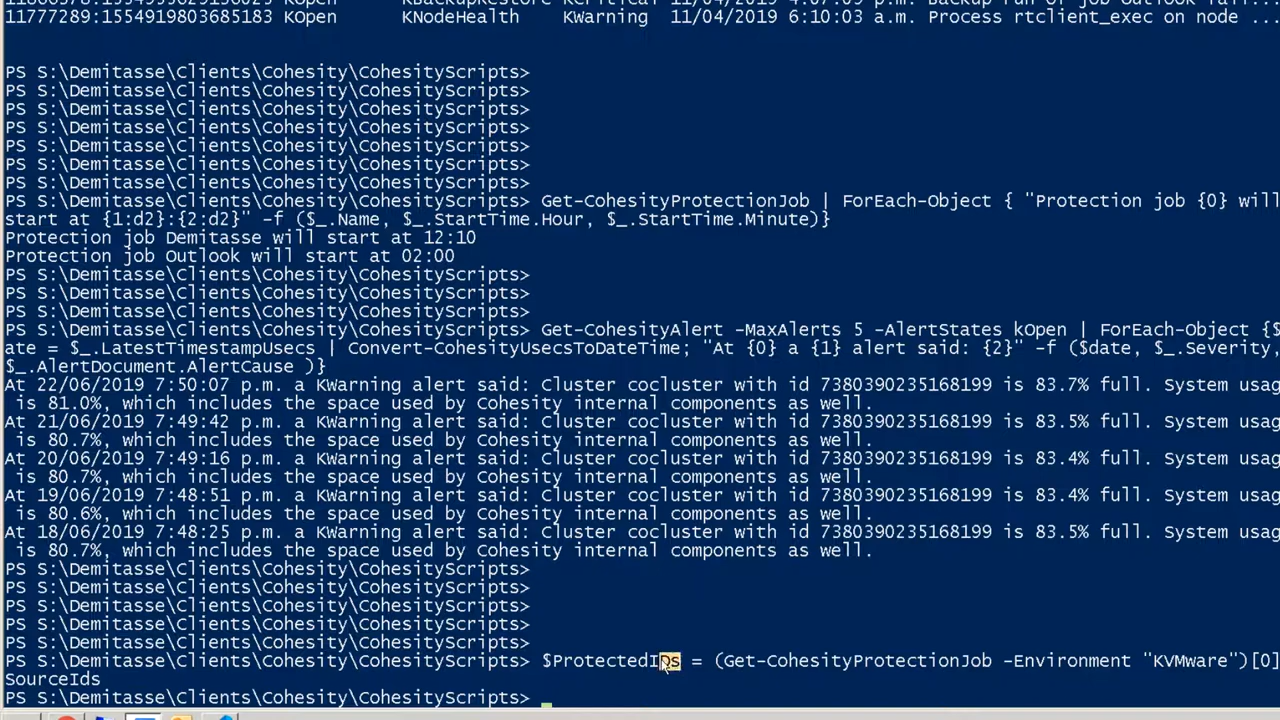 11777289:1554919803685183 KOpen KNodeHealth KWarning 11/04/2019 6:10:03 a.m. Process rtclient_exec on node ...
PS S:\Demitasse\Clients\Cohesity\CohesityScripts>
PS S:\Demitasse\Clients\Cohesity\CohesityScripts>
PS S:\Demitasse\Clients\Cohesity\CohesityScripts>
PS S:\Demitasse\Clients\Cohesity\CohesityScripts>
PS S:\Demitasse\Clients\Cohesity\CohesityScripts>
PS S:\Demitasse\Clients\Cohesity\CohesityScripts>
PS S:\Demitasse\Clients\Cohesity\CohesityScripts>
PS S:\Demitasse\Clients\Cohesity\CohesityScripts> Get-CohesityProtectionJob | ForEach-Object { "Protection job {0} will
start at {1:d2}:{2:d2}" -f ($_.Name, $_.StartTime.Hour, $_.StartTime.Minute)}
Protection job Demitasse will start at 12:10
Protection job Outlook will start at 02:00
PS S:\Demitasse\Clients\Cohesity\CohesityScripts>
PS S:\Demitasse\Clients\Cohesity\CohesityScripts>
PS S:\Demitasse\Clients\Cohesity\CohesityScripts>
PS S:\Demitasse\Clients\Cohesity\CohesityScripts> Get-CohesityAlert -MaxAlerts 5 -AlertStates kOpen | ForEach-Object {$
ate = $_.LatestTimestampUsecs | Convert-CohesityUsecsToDateTime; "At {0} a {1} alert said: {2}" -f ($date, $_.Severity,
$_.AlertDocument.AlertCause )}
At 22/06/2019 7:50:07 p.m. a KWarning alert said: Cluster cocluster with id 7380390235168199 is 83.7% full. System usag
is 81.0%, which includes the space used by Cohesity internal components as well.
At 21/06/2019 7:49:42 p.m. a KWarning alert said: Cluster cocluster with id 7380390235168199 is 83.5% full. System usag
is 80.7%, which includes the space used by Cohesity internal components as well.
At 20/06/2019 7:49:16 p.m. a KWarning alert said: Cluster cocluster with id 7380390235168199 is 83.4% full. System usag
is 80.7%, which includes the space used by Cohesity internal components as well.
At 19/06/2019 7:48:51 p.m. a KWarning alert said: Cluster cocluster with id 7380390235168199 is 83.4% full. System usag
is 80.6%, which includes the space used by Cohesity internal components as well.
At 18/06/2019 7:48:25 p.m. a KWarning alert said: Cluster cocluster with id 7380390235168199 is 83.5% full. System usag
is 80.7%, which includes the space used by Cohesity internal components as well.
PS S:\Demitasse\Clients\Cohesity\CohesityScripts>
PS S:\Demitasse\Clients\Cohesity\CohesityScripts>
PS S:\Demitasse\Clients\Cohesity\CohesityScripts>
PS S:\Demitasse\Clients\Cohesity\CohesityScripts>
PS S:\Demitasse\Clients\Cohesity\CohesityScripts>
PS S:\Demitasse\Clients\Cohesity\CohesityScripts> $ProtectedIDs = (Get-CohesityProtectionJob -Environment "KVMware")[0]
SourceIds
PS S:\Demitasse\Clients\Cohesity\CohesityScripts>